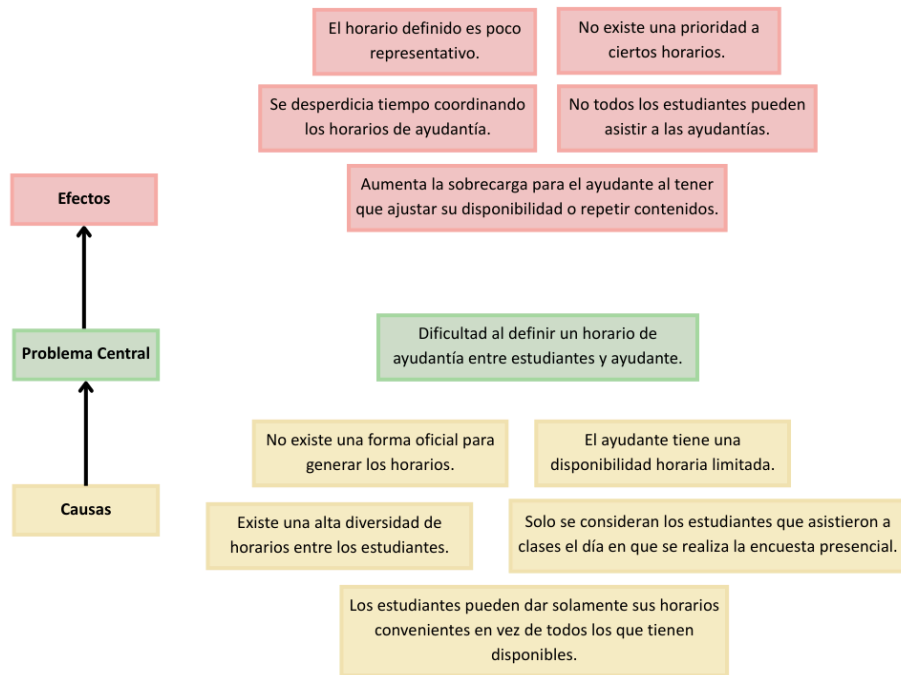 El horario definido es poco
representativo.
No existe una prioridad a
ciertos horarios.
Se desperdicia tiempo coordinando
los horarios de ayudantía.
No todos los estudiantes pueden
asistir a las ayudantías.
Efectos
Aumenta la sobrecarga para el ayudante al tener
que ajustar su disponibilidad o repetir contenidos.
Problema Central
Dificultad al definir un horario de
ayudantía entre estudiantes y ayudante.
No existe una forma oficial para
generar los horarios.
El ayudante tiene una
disponibilidad horaria limitada.
Causas
Existe una alta diversidad de
horarios entre los estudiantes.
Solo se consideran los estudiantes que asistieron a
clases el día en que se realiza la encuesta presencial.
Los estudiantes pueden dar solamente sus horarios
convenientes en vez de todos los que tienen
disponibles.